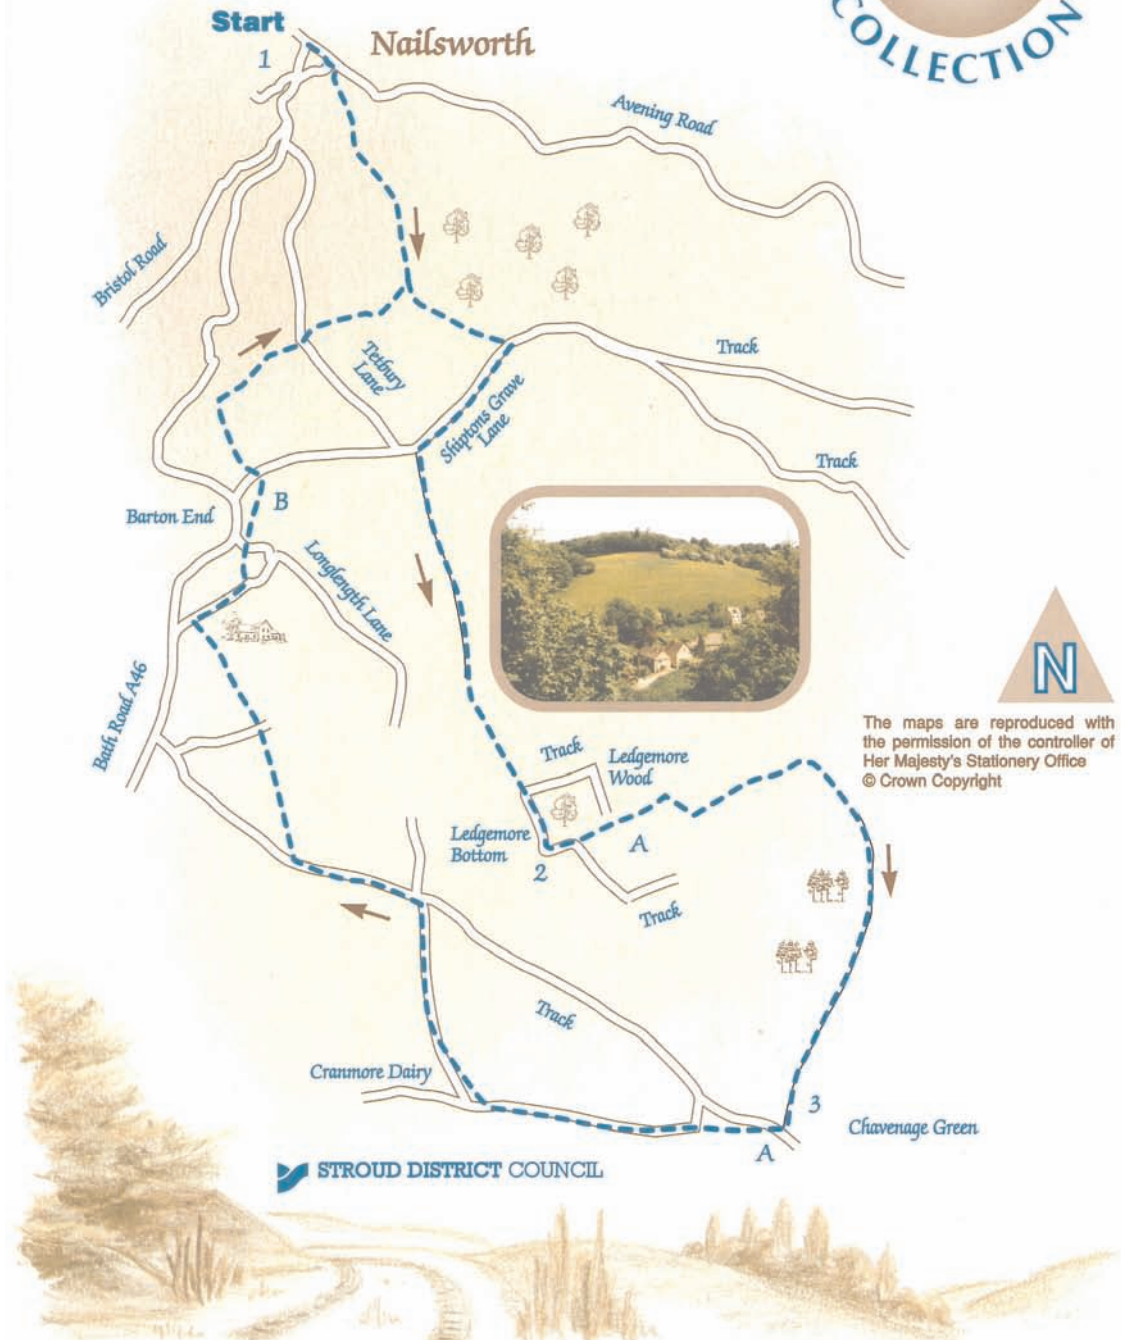 COLLECTION
Start
1
Nailsworth
Avening Road
Bristol Road
Track
Tetbury
Lane
Shiptons Grave
Lane
Track
B
Barton End
Longlength Lane
N
Bath Road A46
The maps are reproduced with
the permission of the controller of
Her Majesty's Stationery Office
© Crown Copyright
Track
Ledgemore
Wood
Ledgemore
Bottom
A
2
Track
Track
Cranmore Dairy
3
Chavenage Green
A
STROUD DISTRICT COUNCIL